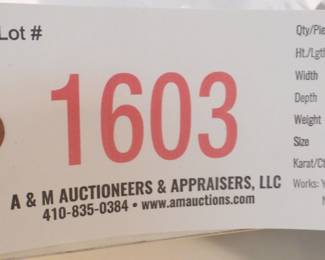 Lot #
1603
A & M AUCTIONEERS & APPRAISERS, LLC
410-835-0384 • www.amauctions.com
Qty/Pie
Ht./Lgt
Width
Depth
Weight
Size
Karat/Ct
Works: Y
N